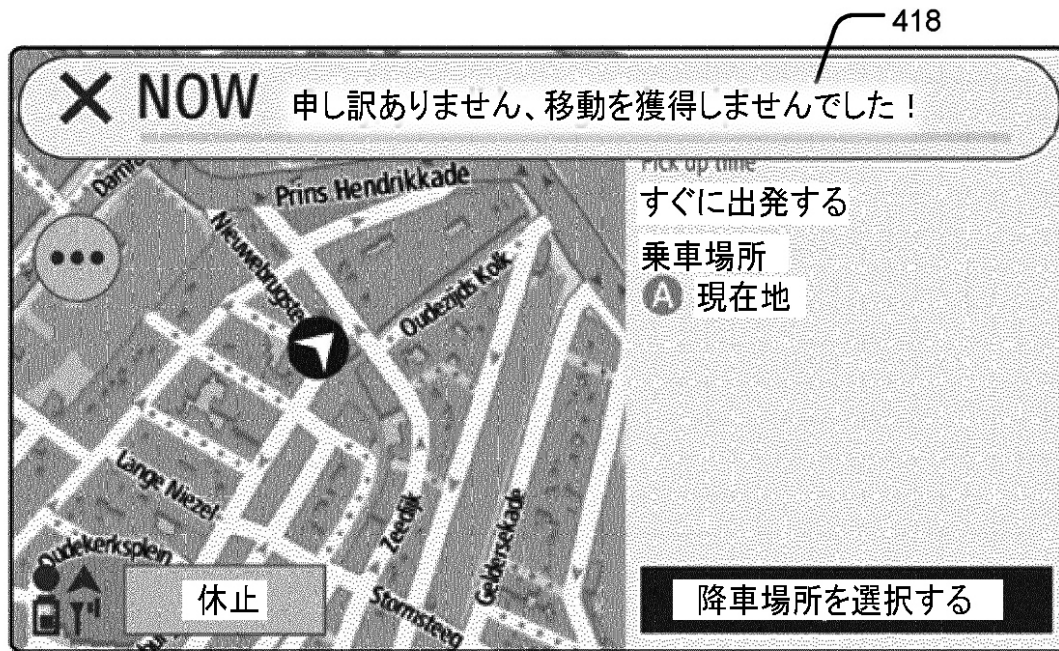 418
NOW 申し訳ありません、移動を獲得しませんでした！
Pick up time
すぐに出発する
乗車場所
A 現在地
Prins Hendrikkade
Oudezijds Kolk
Lange Niezel
Zeedijk
Geldersekade
Oudekerksplein
Stormsteeg
休止
降車場所を選択する